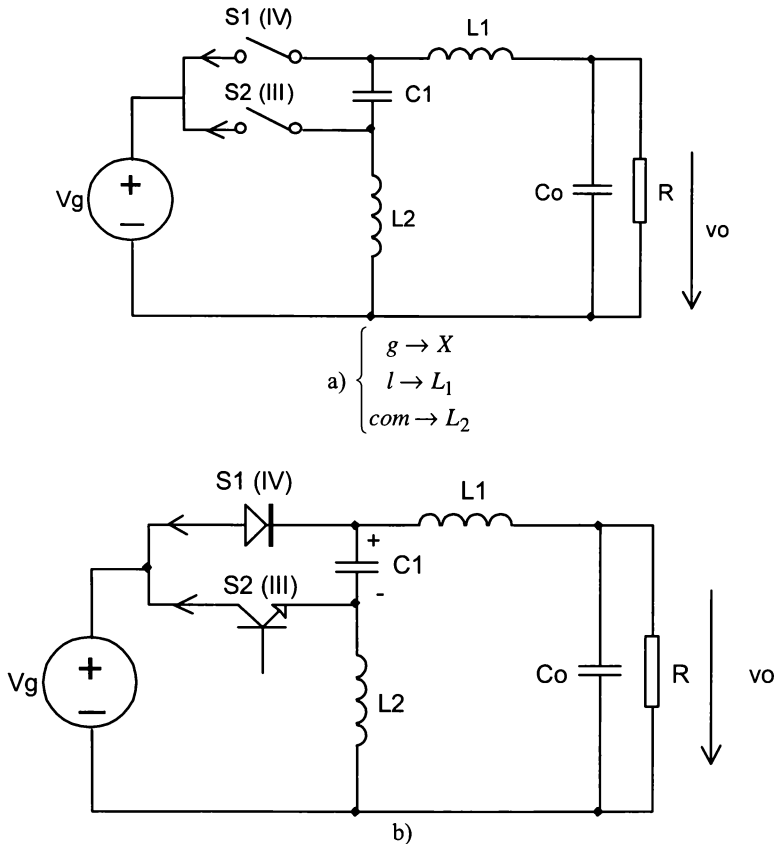 S1 (IV)
L1
S2 (III)
C1
+
Vg
−
L2
Co
R
vo
a) { g → X
l → L₁
com → L₂
S1 (IV)
L1
+
C1
S2 (III)
-
Vg
+
−
L2
Co
R
vo
b)